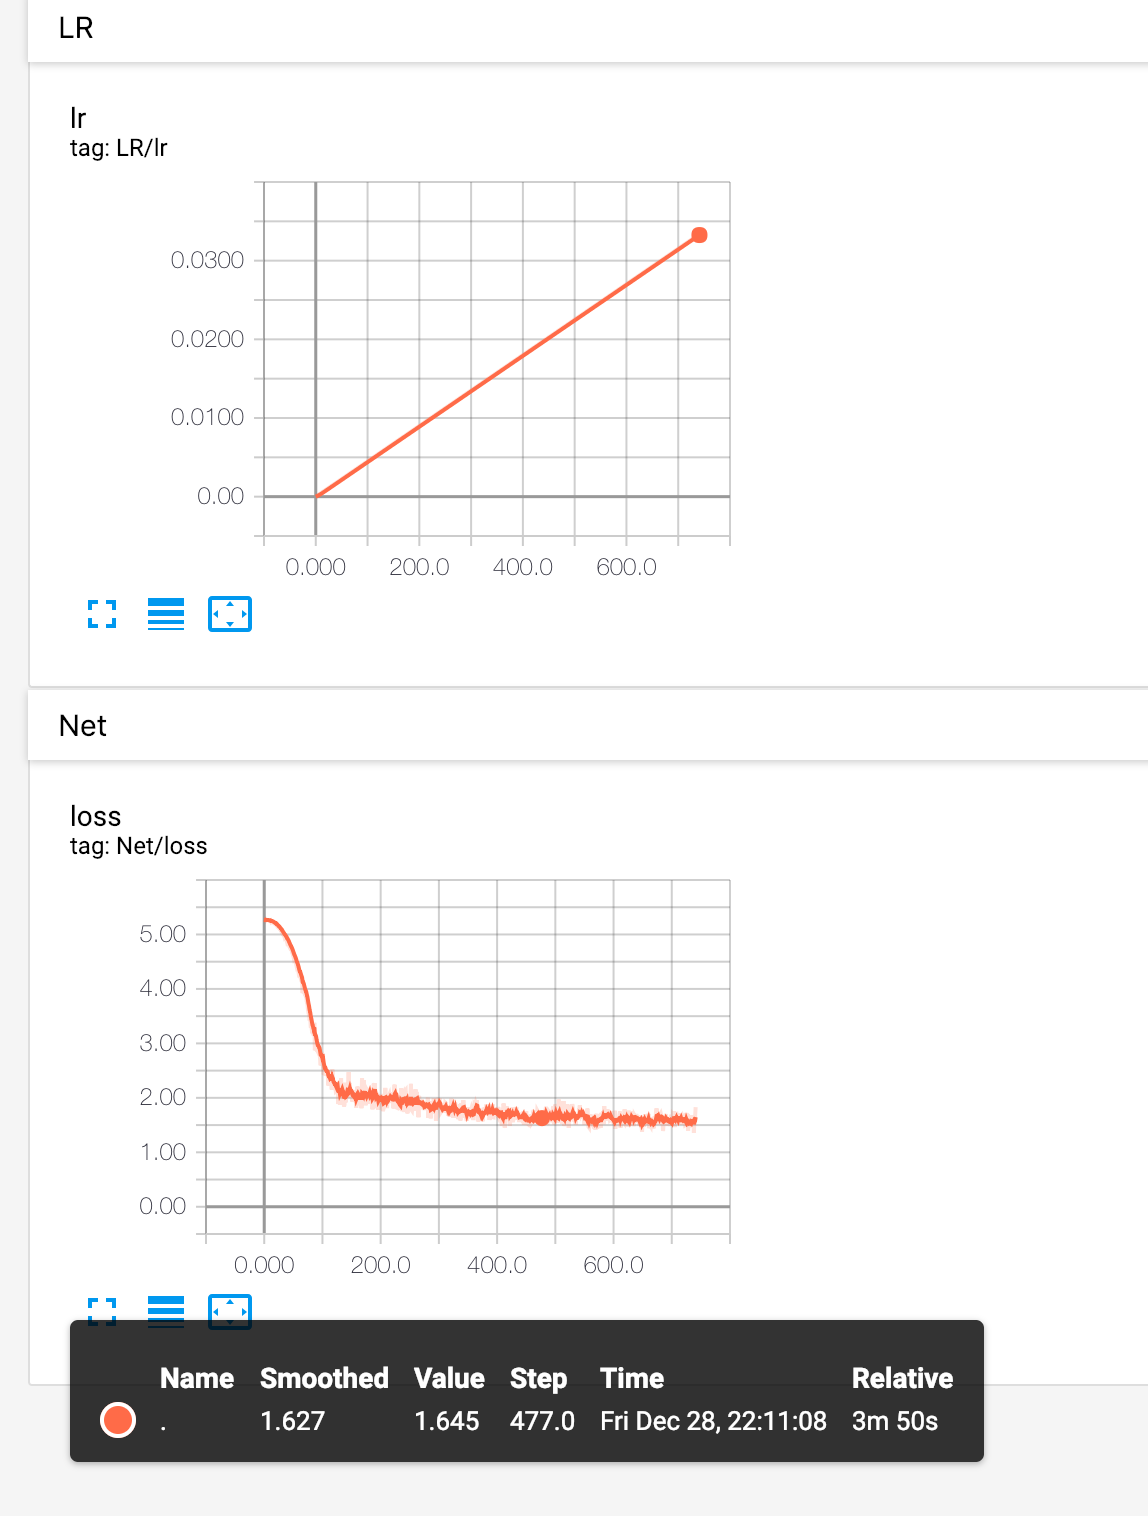 LR
lr
tag: LR/lr
0.0300
0.0200
0.0100
0.00
0.000 200.0 400.0 600.0
Net
loss
tag: Net/loss
5.00
4.00
3.00
2.00
1.00
0.00
0.000 200.0 400.0 600.0
Name Smoothed Value Step Time Relative
. 1.627 1.645 477.0 Fri Dec 28, 22:11:08 3m 50s